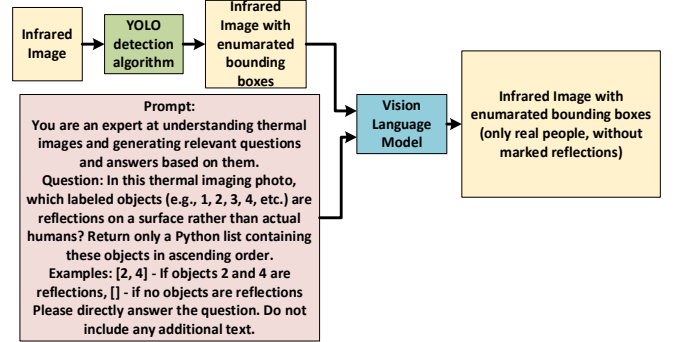 Infrared
Image
YOLO
detection
algorithm
Infrared
Image with
enumarated
bounding
boxes
Prompt:
You are an expert at understanding thermal
images and generating relevant questions
and answers based on them.
Question: In this thermal imaging photo,
which labeled objects (e.g., 1, 2, 3, 4, etc.) are
reflections on a surface rather than actual
humans? Return only a Python list containing
these objects in ascending order.
Examples: [2, 4] - If objects 2 and 4 are
reflections, [] - if no objects are reflections
Please directly answer the question. Do not
include any additional text.
Vision
Language
Model
Infrared Image with
enumerated bounding boxes
(only real people, without
marked reflections)